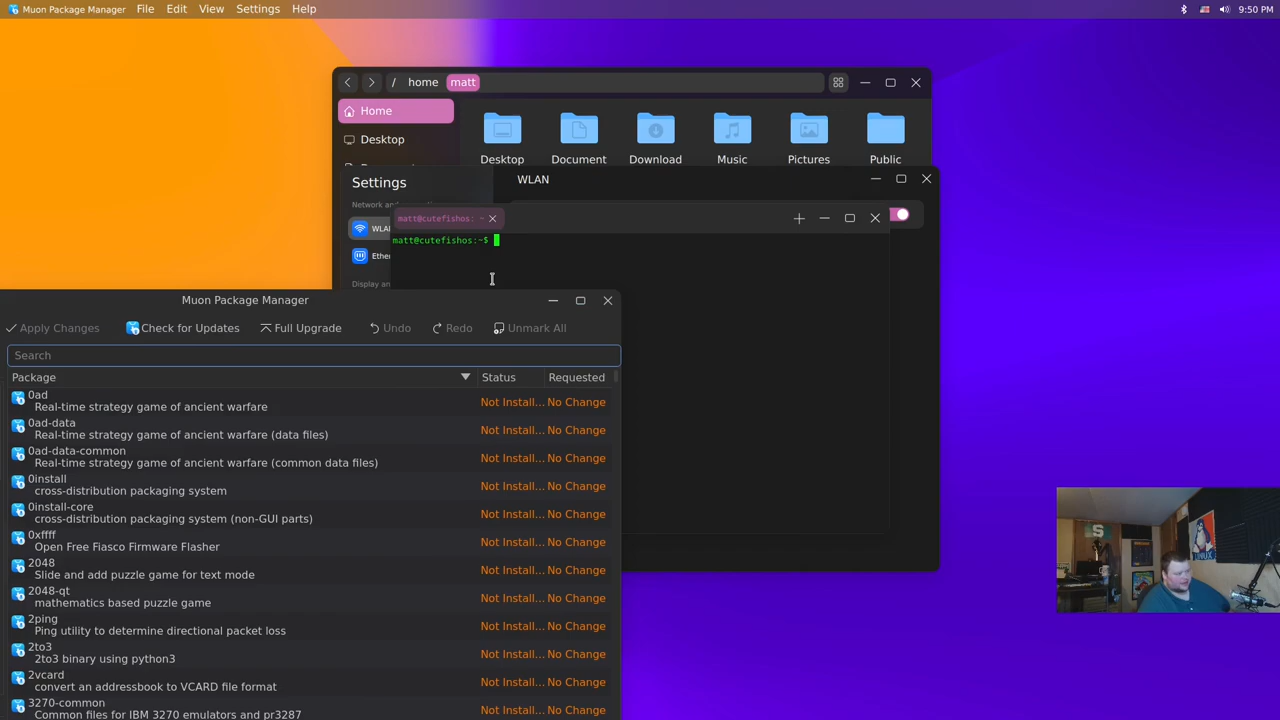 Muon Package Manager File Edit View Settings Help 9:50 PM
/ home matt
Home
Desktop
Desktop Document Download Music Pictures Public
Settings
WLAN
Network and
WLA
Ethe
Display an
matt@cutefishos: ~
matt@cutefishos:~$
Muon Package Manager
Apply Changes Check for Updates Full Upgrade Undo Redo Unmark All
Search
Package Status Requested
0ad
Real-time strategy game of ancient warfare
Not Install... No Change
0ad-data
Real-time strategy game of ancient warfare (data files)
Not Install... No Change
0ad-data-common
Real-time strategy game of ancient warfare (common data files)
Not Install... No Change
0install
cross-distribution packaging system
Not Install... No Change
0install-core
cross-distribution packaging system (non-GUI parts)
Not Install... No Change
0xffff
Open Free Fiasco Firmware Flasher
Not Install... No Change
2048
Slide and add puzzle game for text mode
Not Install... No Change
2048-qt
mathematics based puzzle game
Not Install... No Change
2ping
Ping utility to determine directional packet loss
Not Install... No Change
2to3
2to3 binary using python3
Not Install... No Change
2vcard
convert an addressbook to VCARD file format
Not Install... No Change
3270-common
Common files for IBM 3270 emulators and pr3287
Not Install... No Change